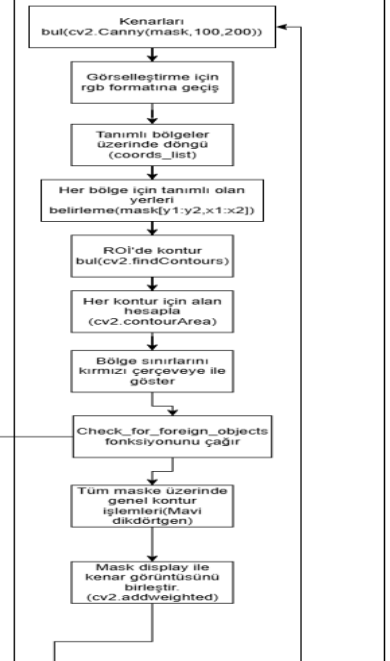 Kenarları
bul(cv2.Canny(mask,100,200))
Görselleştirme için
rgb formatına geçiş
Tanımlı bölgeler
üzerinde döngü
(coords_list)
Her bölge için tanımlı olan
yerleri
belirleme(mask[y1:y2,x1:x2])
ROİ'de kontur
bul(cv2.findContours)
Her kontur için alan
hesapla
(cv2.contourArea)
Bölge sınırlarını
kırmızı çerçeveye ile
göster
Check_for_foreign_objects
fonksiyonunu çağır
Tüm maske üzerinde
genel kontur
işlemleri(Mavi
dikdörtgen)
Mask display ile
kenar görüntüsünü
birleştir.
(cv2.addweighted)